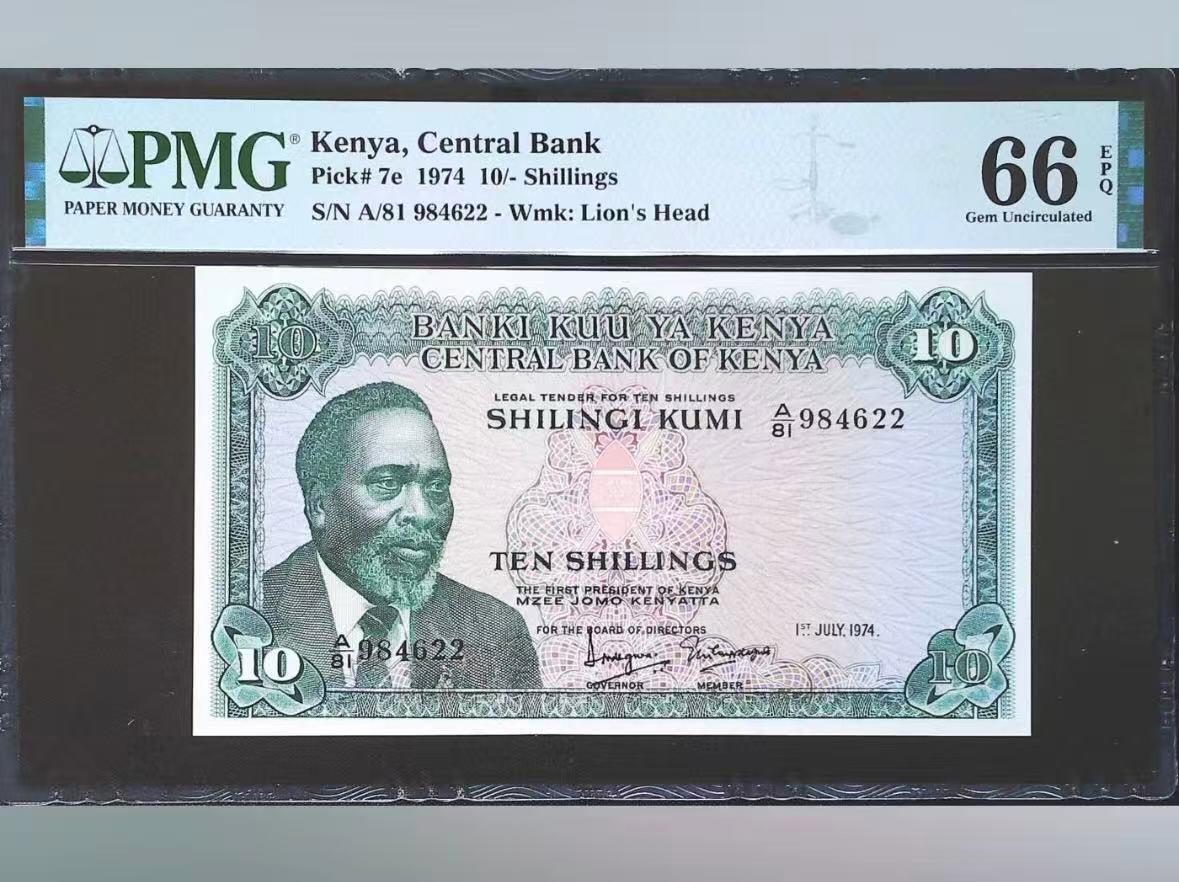 PMG®
PAPER MONEY GUARANTY
Kenya, Central Bank
Pick# 7e 1974 10/- Shillings
S/N A/81 984622 - Wmk: Lion's Head
66
EPQ
Gem Uncirculated
10
BANKI KUU YA KENYA
10
CENTRAL BANK OF KENYA
LEGAL TENDER FOR TEN SHILLINGS
SHILINGI KUMI
A/81 984622
TEN SHILLINGS
THE FIRST PRESIDENT OF KENYA
MZEE JOMO KENYATTA
FOR THE BOARD OF DIRECTORS
1ST JULY, 1974.
A/81 984622
10
GOVERNOR MEMBER
10